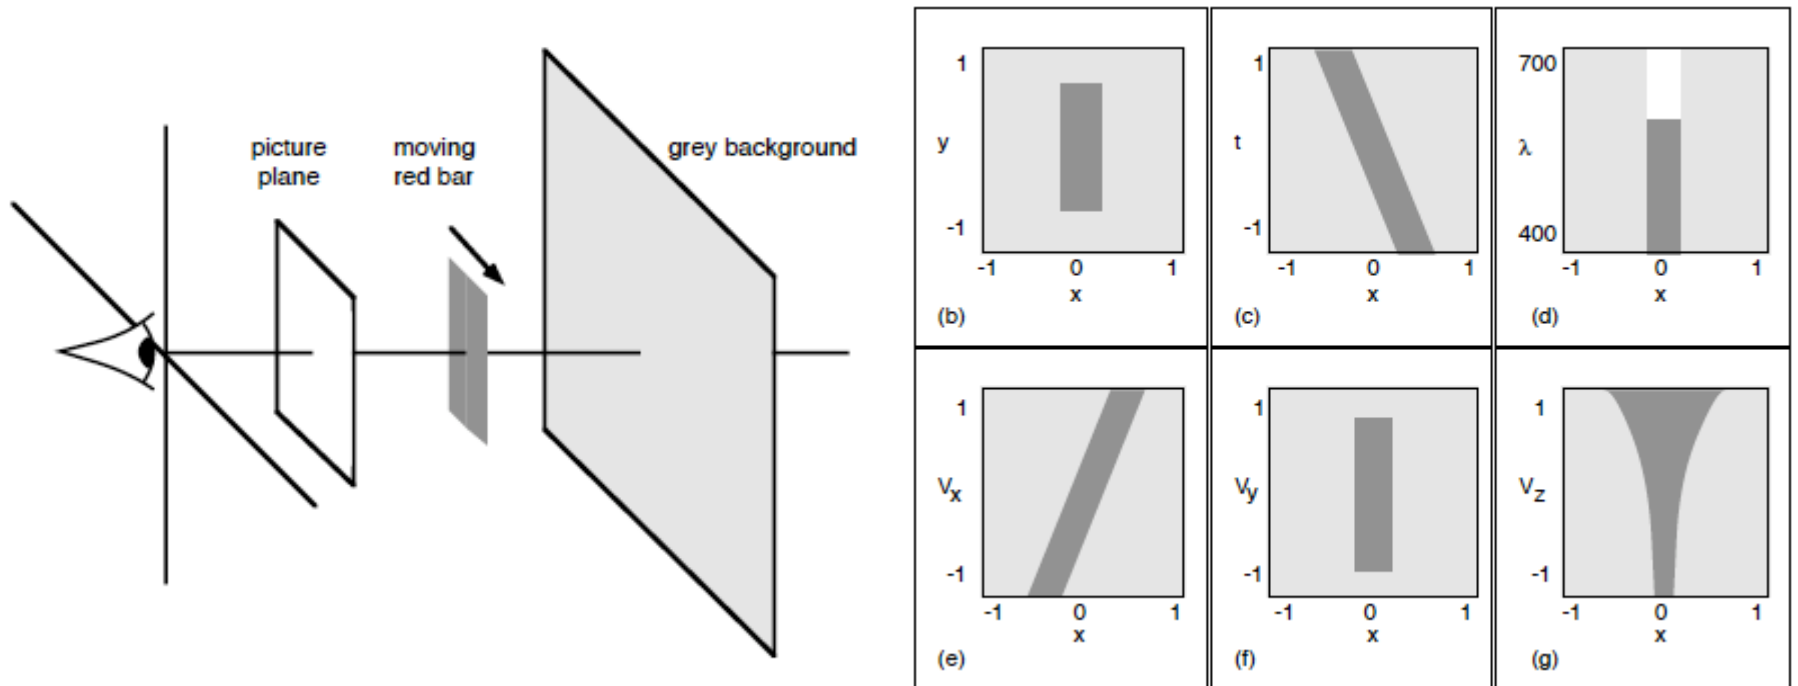 picture
plane
moving
red bar
grey background
1
y
-1
-1 0 1
x
(b)
1
t
-1
-1 0 1
x
(c)
700
λ
400
-1 0 1
x
(d)
1
Vx
-1
-1 0 1
x
(e)
1
Vy
-1
-1 0 1
x
(f)
1
Vz
-1
-1 0 1
x
(g)